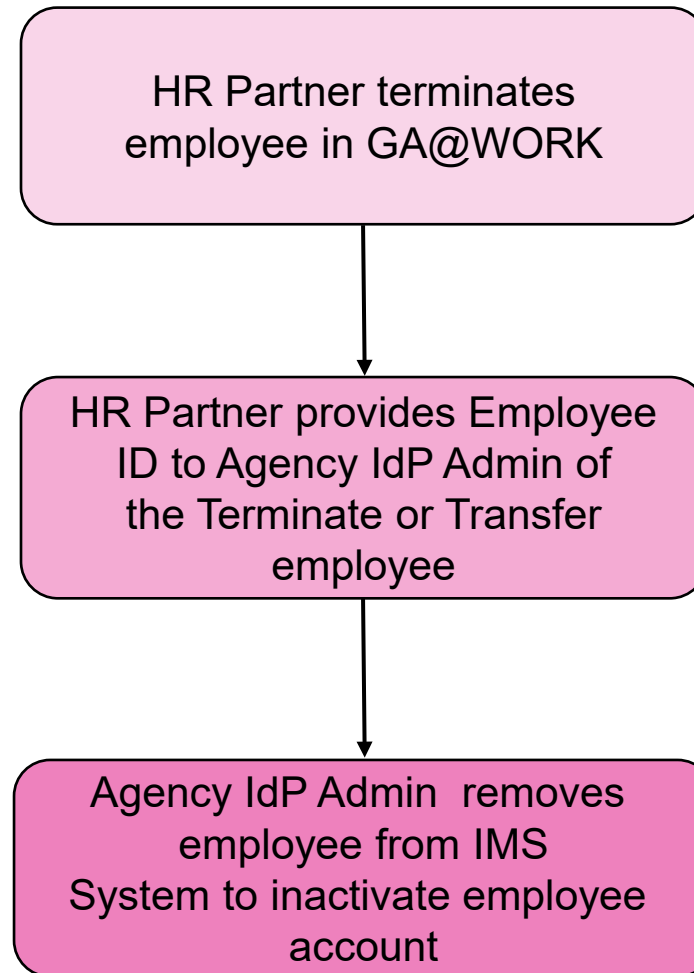 HR Partner terminates
employee in GA@WORK
HR Partner provides Employee
ID to Agency IdP Admin of
the Terminate or Transfer
employee
Agency IdP Admin  removes
employee from IMS
System to inactivate employee
account